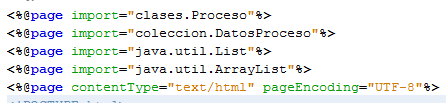 <%@page import="clases.Proceso"%>
<%@page import="coleccion.DatosProceso"%>
<%@page import="java.util.List"%>
<%@page import="java.util.ArrayList"%>
<%@page contentType="text/html" pageEncoding="UTF-8"%>